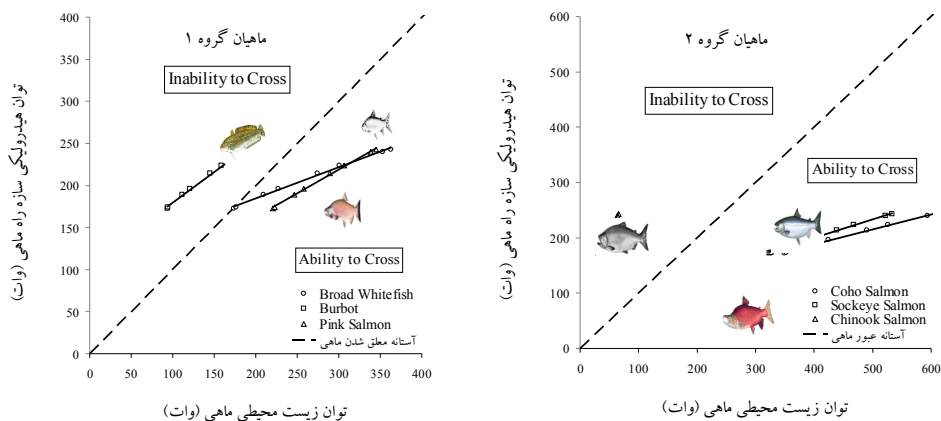 ماهیان گروه ۱
Inability to Cross
Ability to Cross
Broad Whitefish
Burbot
Pink Salmon
آستانه معلق شدن ماهی
توان هیدرولیکی سازه راه ماهی (وات)
400
350
300
250
200
150
100
50
0
0 50 100 150 200 250 300 350 400
توان زیست محیطی ماهی (وات)
ماهیان گروه ۲
Inability to Cross
Ability to Cross
Coho Salmon
Sockeye Salmon
Chinook Salmon
آستانه عبور ماهی
توان هیدرولیکی سازه راه ماهی (وات)
600
500
400
300
200
100
0
0 100 200 300 400 500 600
توان زیست محیطی ماهی (وات)